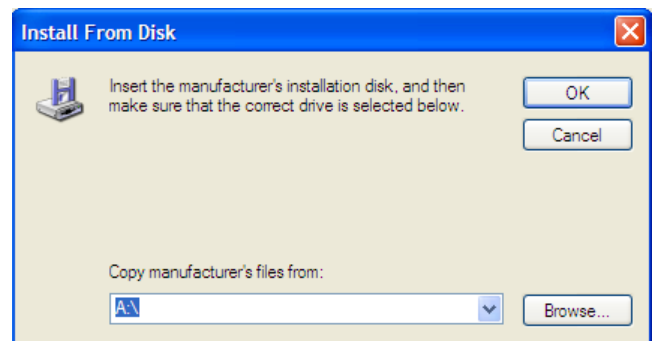 Install From Disk
Insert the manufacturer's installation disk, and then
make sure that the correct drive is selected below.
OK
Cancel
Copy manufacturer's files from:
A:\
Browse...